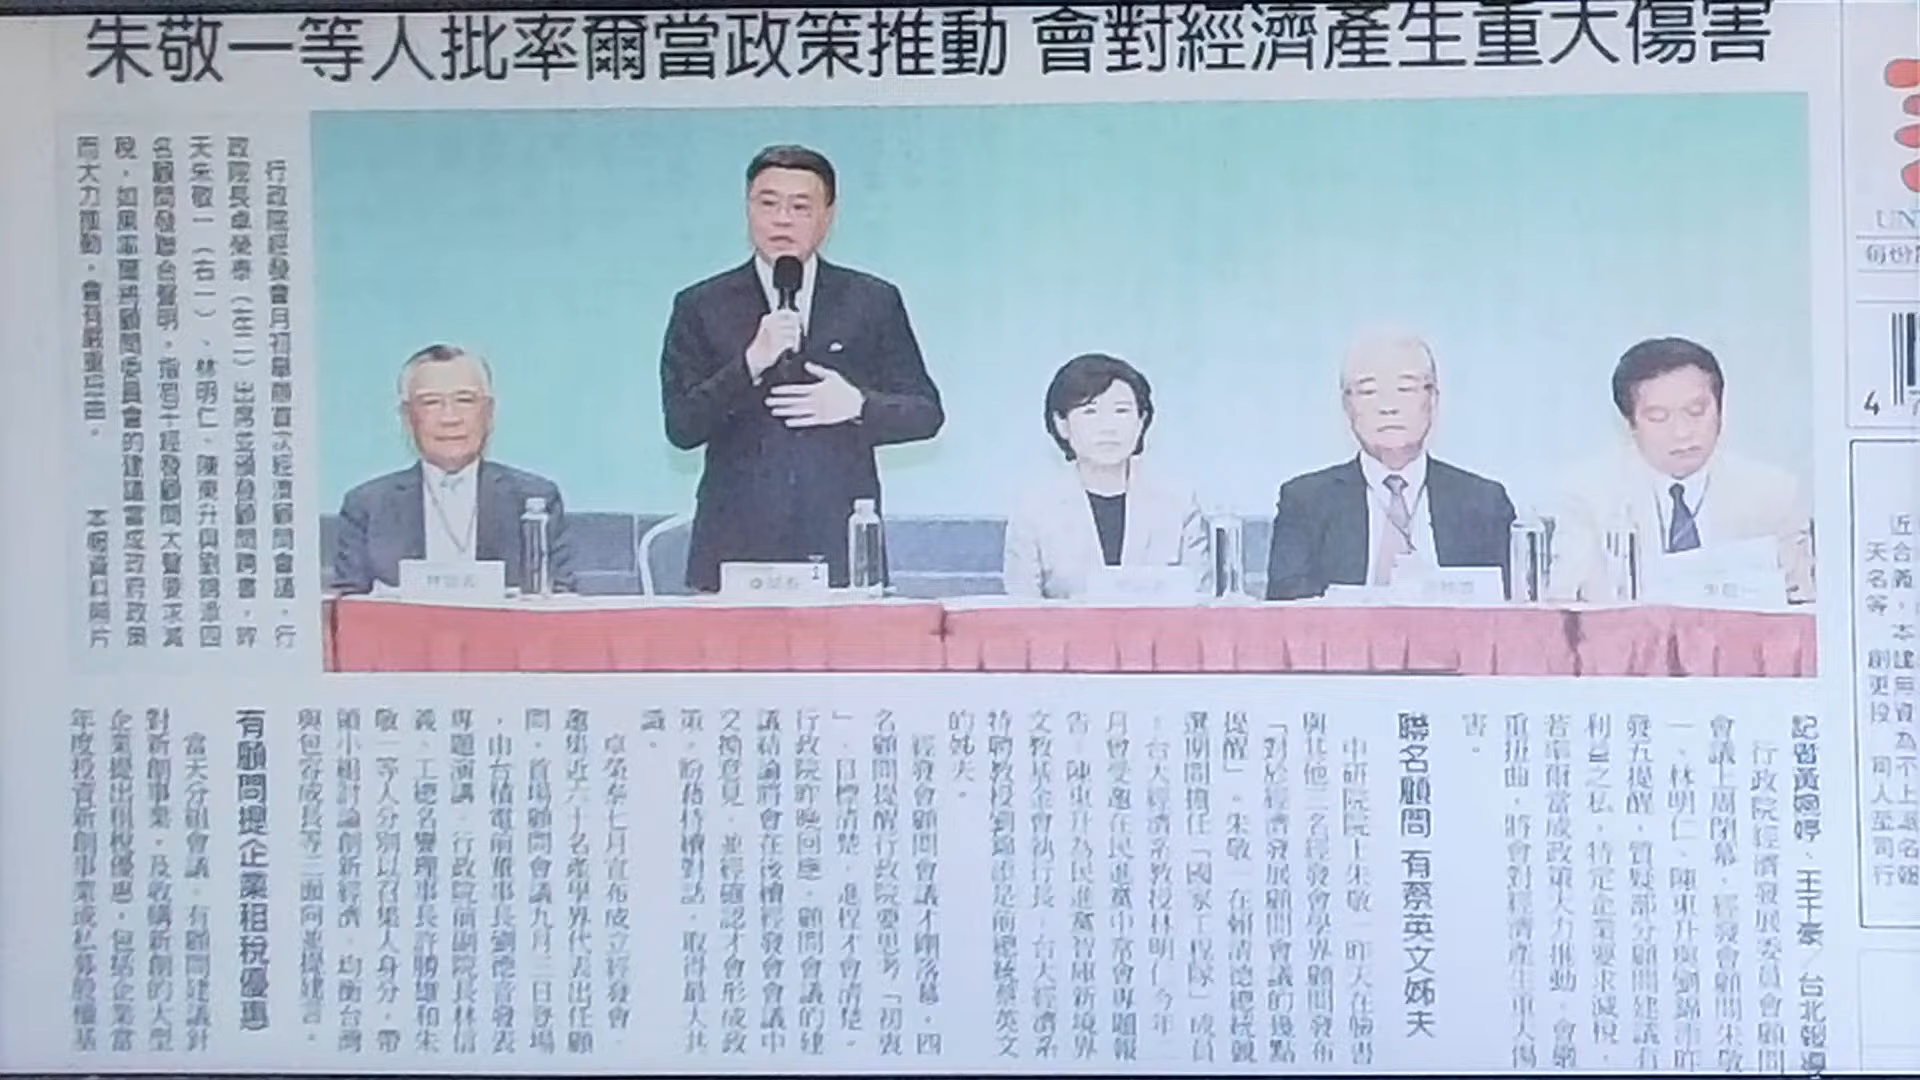 朱敬一等人批率爾當政策推動 會對經濟產生重大傷害
行政院經發會月初舉辦首次經濟顧問會議，行
政院長卓榮泰（左二）出席並頒發顧問聘書，昨
天朱敬一（右一）、林明仁、陳東升與劉錦添四
名顧問發聯合聲明，指若干經發顧問大聲要求減
稅，如果率爾將顧問委員會的建議當成政府政策
而大力推動，會有嚴重扭曲。 本報資料照片
記者黃婉婷、王千豪／台北報導
行政院經濟發展委員會顧問
會議上周閉幕，經發會顧問朱敬
一、林明仁、陳東升與劉錦添昨
發五提醒，質疑部分顧問建議有
利益之私，特定企業要求減稅，
若率爾當成政策大力推動，會嚴
重扭曲，將會對經濟產生重大傷
害。
聯名顧問 有蔡英文姊夫
中研院院士朱敬一昨天在臉書
與其他三名經發會學界顧問發布
「對於經濟發展顧問會議的幾點
提醒」。朱敬一在賴清德總統競
選期間擔任「國家工程隊」成員
；台大經濟系教授林明仁今年
月曾受邀在民進黨中常會專題報
告；陳東升為民進黨智庫新境界
文教基金會執行長；台大經濟系
特聘教授劉錦添是前總統蔡英文
的姊夫。
經發會顧問會議才剛落幕，四
名顧問提醒行政院要思考「初衷
」，目標清楚，進程才會清楚。
行政院昨晚回應，顧問會議的建
議結論將會在後續經發會會議中
交換意見，並經確認才會形成政
策，盼藉持續對話，取得最大共
識。
卓榮泰七月宣布成立經發會，
邀集近六十名產學界代表出任顧
問，首場顧問會議九月二日登場
，由台積電前董事長劉德音發表
專題演講，行政院前副院長林信
義、工總名譽理事長許勝雄和朱
敬一等人分別以召集人身分，帶
領小組討論創新經濟、均衡台灣
與包容成長等三面向並提建言。
有顧問提企業租稅優惠
當天分組會議，有顧問建議針
對新創事業，及收購新創的大型
企業提出租稅優惠，包括企業當
年度投資新創事業或私募股權基
UN
每份
4 7